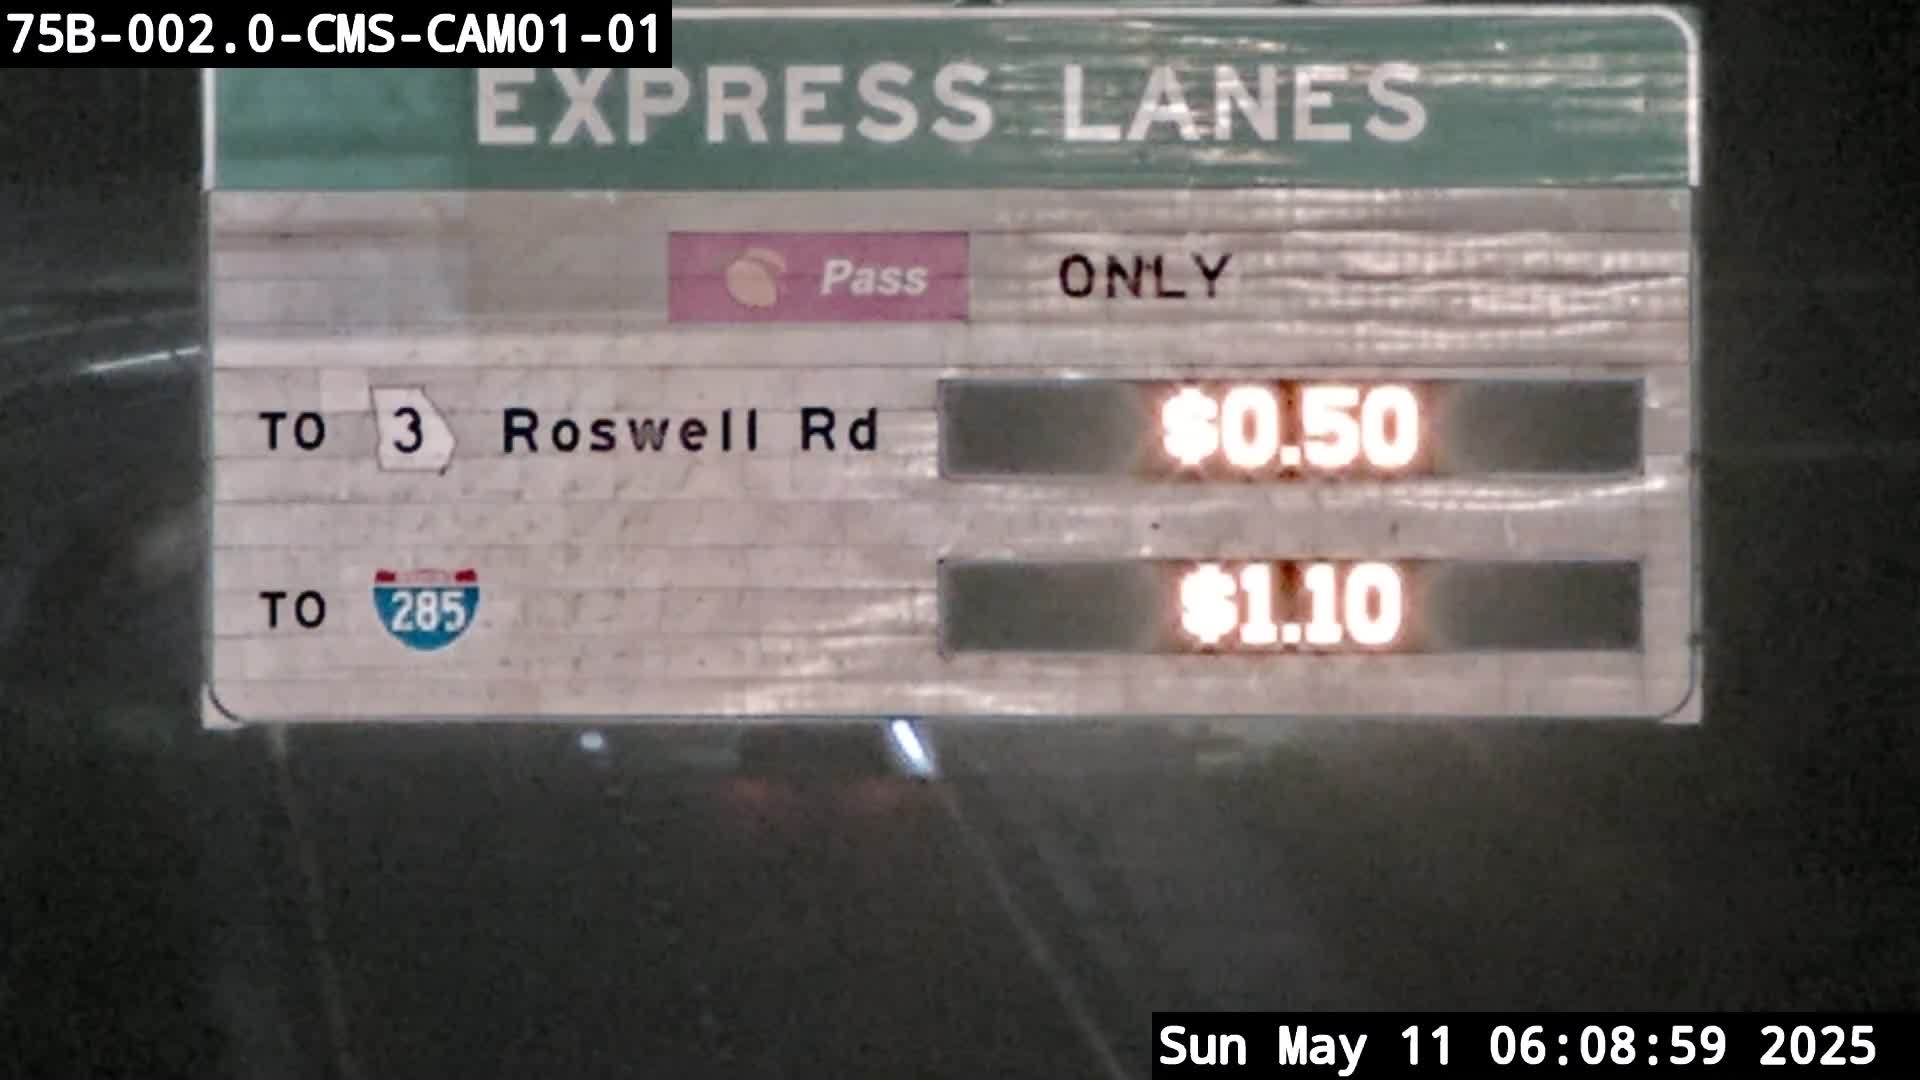 75B-002.0-CMS-CAM01-01
EXPRESS LANES
Pass ONLY
TO 3 Roswell Rd $0.50
TO 285 $1.10
Sun May 11 06:08:59 2025